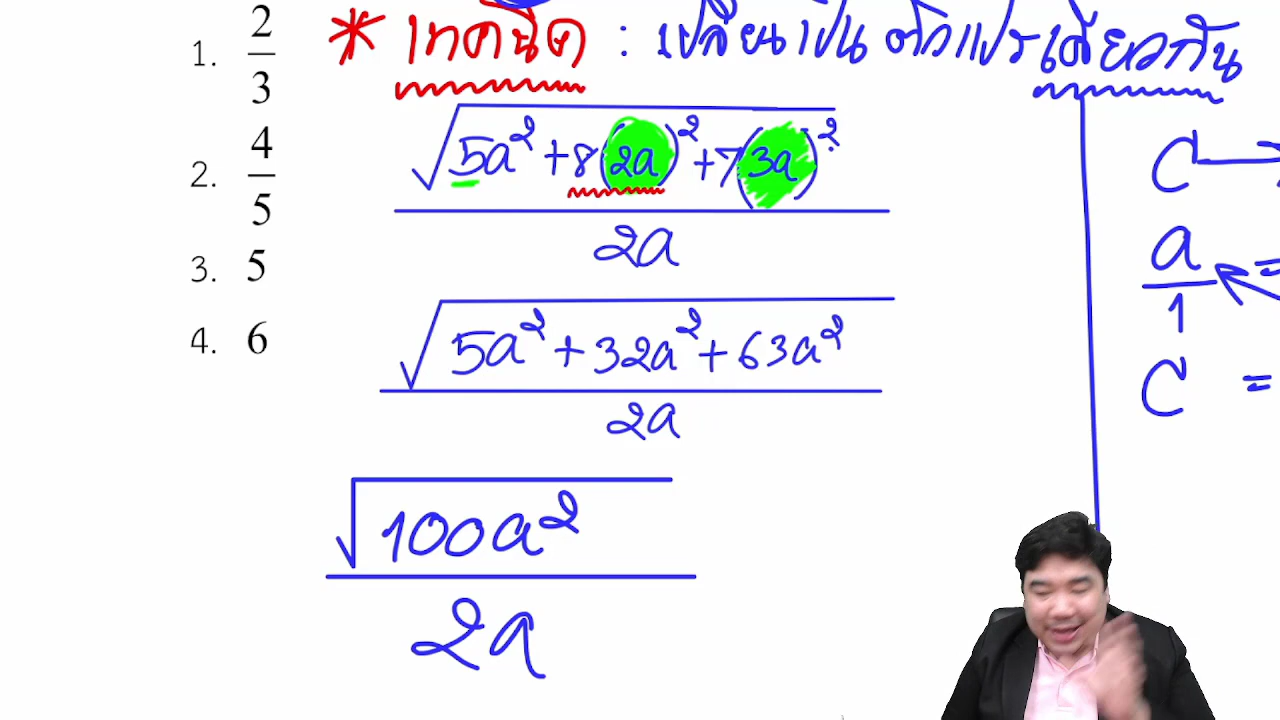 * เทคนิค : เปลี่ยนเป็นตัวแปรเดียวกัน
1. 2/3
2. 4/5
3. 5
4. 6
√(5a² + 8(2a)² + 7(3a)²) / 2a
√(5a² + 32a² + 63a²) / 2a
√(100a²) / 2a
C →
a/1 =
C =